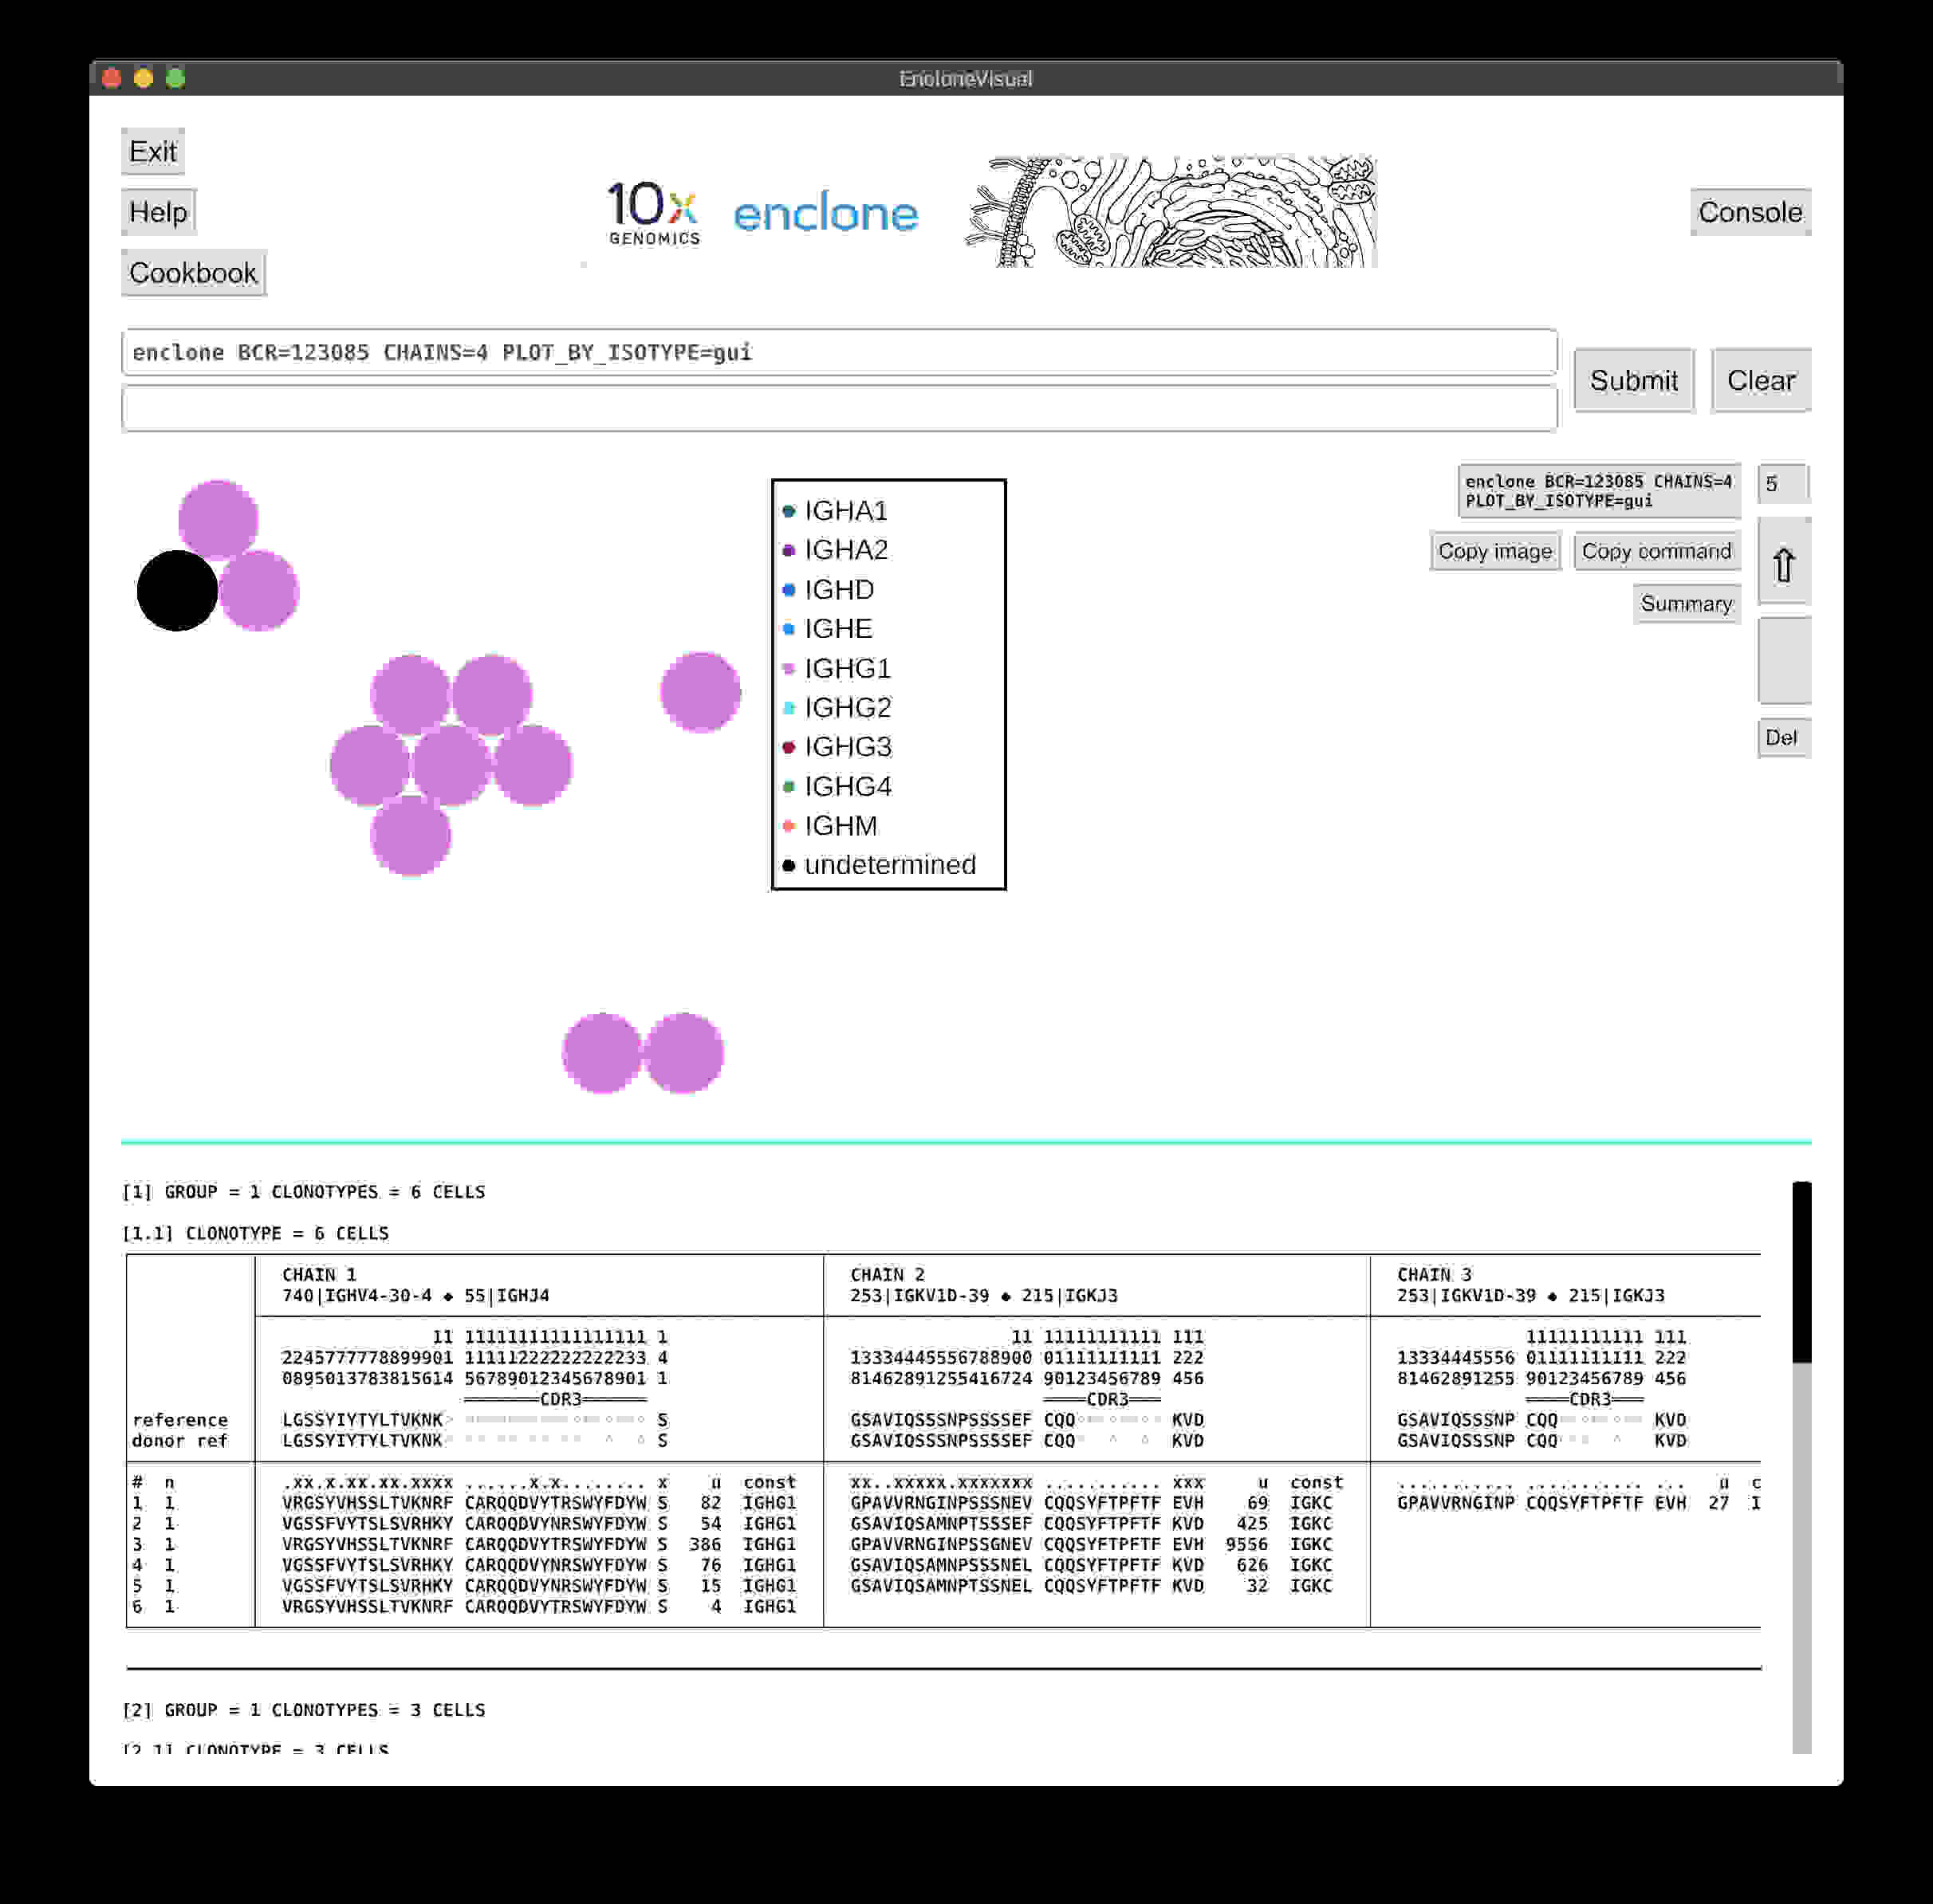 EncloneVisual
Exit
Help
Cookbook
10x
GENOMICS
enclone
Console
enclone BCR=123085 CHAINS=4 PLOT_BY_ISOTYPE=gui
Submit
Clear
IGHA1
IGHA2
IGHD
IGHE
IGHG1
IGHG2
IGHG3
IGHG4
IGHM
undetermined
enclone BCR=123085 CHAINS=4
PLOT_BY_ISOTYPE=gui
5
Copy image
Copy command
⇧
Summary
Del
[1] GROUP = 1 CLONOTYPES = 6 CELLS
[1.1] CLONOTYPE = 6 CELLS
CHAIN 1 CHAIN 2 CHAIN 3
740|IGHV4-30-4 ◆ 55|IGHJ4 253|IGKV1D-39 ◆ 215|IGKJ3 253|IGKV1D-39 ◆ 215|IGKJ3
11 11111111111111111 1 11 11111111111 111 11111111111 111
2245777778899901 11111222222222233 4 13334445556788900 01111111111 222 13334445556 01111111111 222
0895013783815614 56789012345678901 1 81462891255416724 90123456789 456 81462891255 90123456789 456
═══════CDR3══════ ════CDR3═══ ════CDR3═══
reference LGSSYIYTYLTVKNK S GSAVIQSSSNPSSSSEF CQQ KVD GSAVIQSSSNP CQQ KVD
donor ref LGSSYIYTYLTVKNK S GSAVIQSSSNPSSSSEF CQQ KVD GSAVIQSSSNP CQQ KVD
# n .xx.x.xx.xx.xxxx ......x.x........ x u const xx..xxxxx.xxxxxxx ........... xxx u const ........... ........... ... u c
1 1 VRGSYVHSSLTVKNRF CARQQDVYTRSWYFDYW S 82 IGHG1 GPAVVRNGINPSSSNEV CQQSYFTPFTF EVH 69 IGKC GPAVVRNGINP CQQSYFTPFTF EVH 27 I
2 1 VGSSFVYTSLSVRHKY CARQQDVYNRSWYFDYW S 54 IGHG1 GSAVIQSAMNPTSSSEF CQQSYFTPFTF KVD 425 IGKC
3 1 VRGSYVHSSLTVKNRF CARQQDVYTRSWYFDYW S 386 IGHG1 GPAVVRNGINPSSGNEV CQQSYFTPFTF EVH 9556 IGKC
4 1 VGSSFVYTSLSVRHKY CARQQDVYNRSWYFDYW S 76 IGHG1 GSAVIQSAMNPSSSNEL CQQSYFTPFTF KVD 626 IGKC
5 1 VGSSFVYTSLSVRHKY CARQQDVYNRSWYFDYW S 15 IGHG1 GSAVIQSAMNPTSSNEL CQQSYFTPFTF KVD 32 IGKC
6 1 VRGSYVHSSLTVKNRF CARQQDVYTRSWYFDYW S 4 IGHG1
[2] GROUP = 1 CLONOTYPES = 3 CELLS
[2.1] CLONOTYPE = 3 CELLS